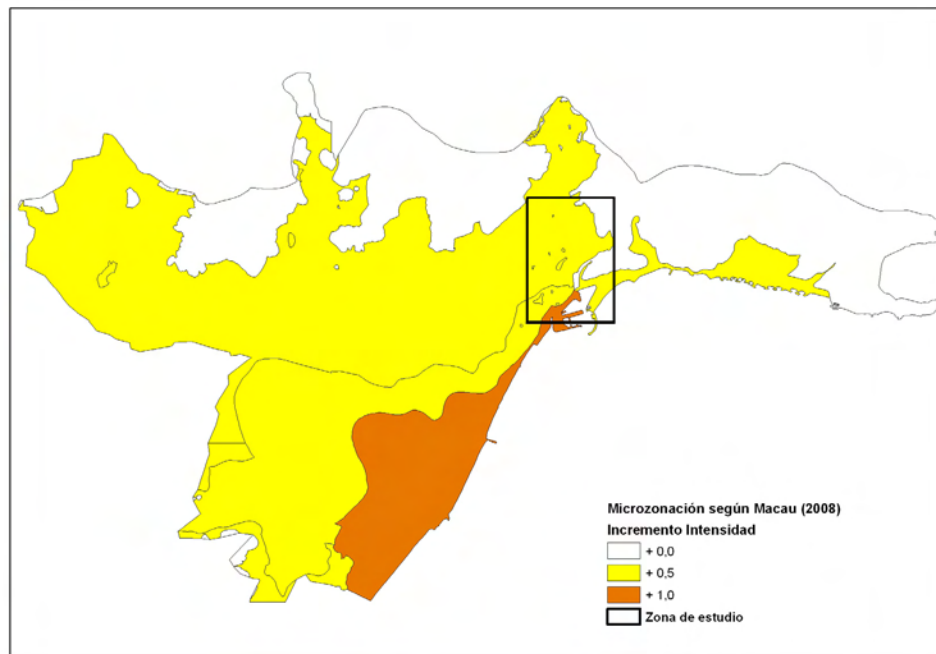 Microzonación según Macau (2008)
Incremento Intensidad
+ 0,0
+ 0,5
+ 1,0
Zona de estudio